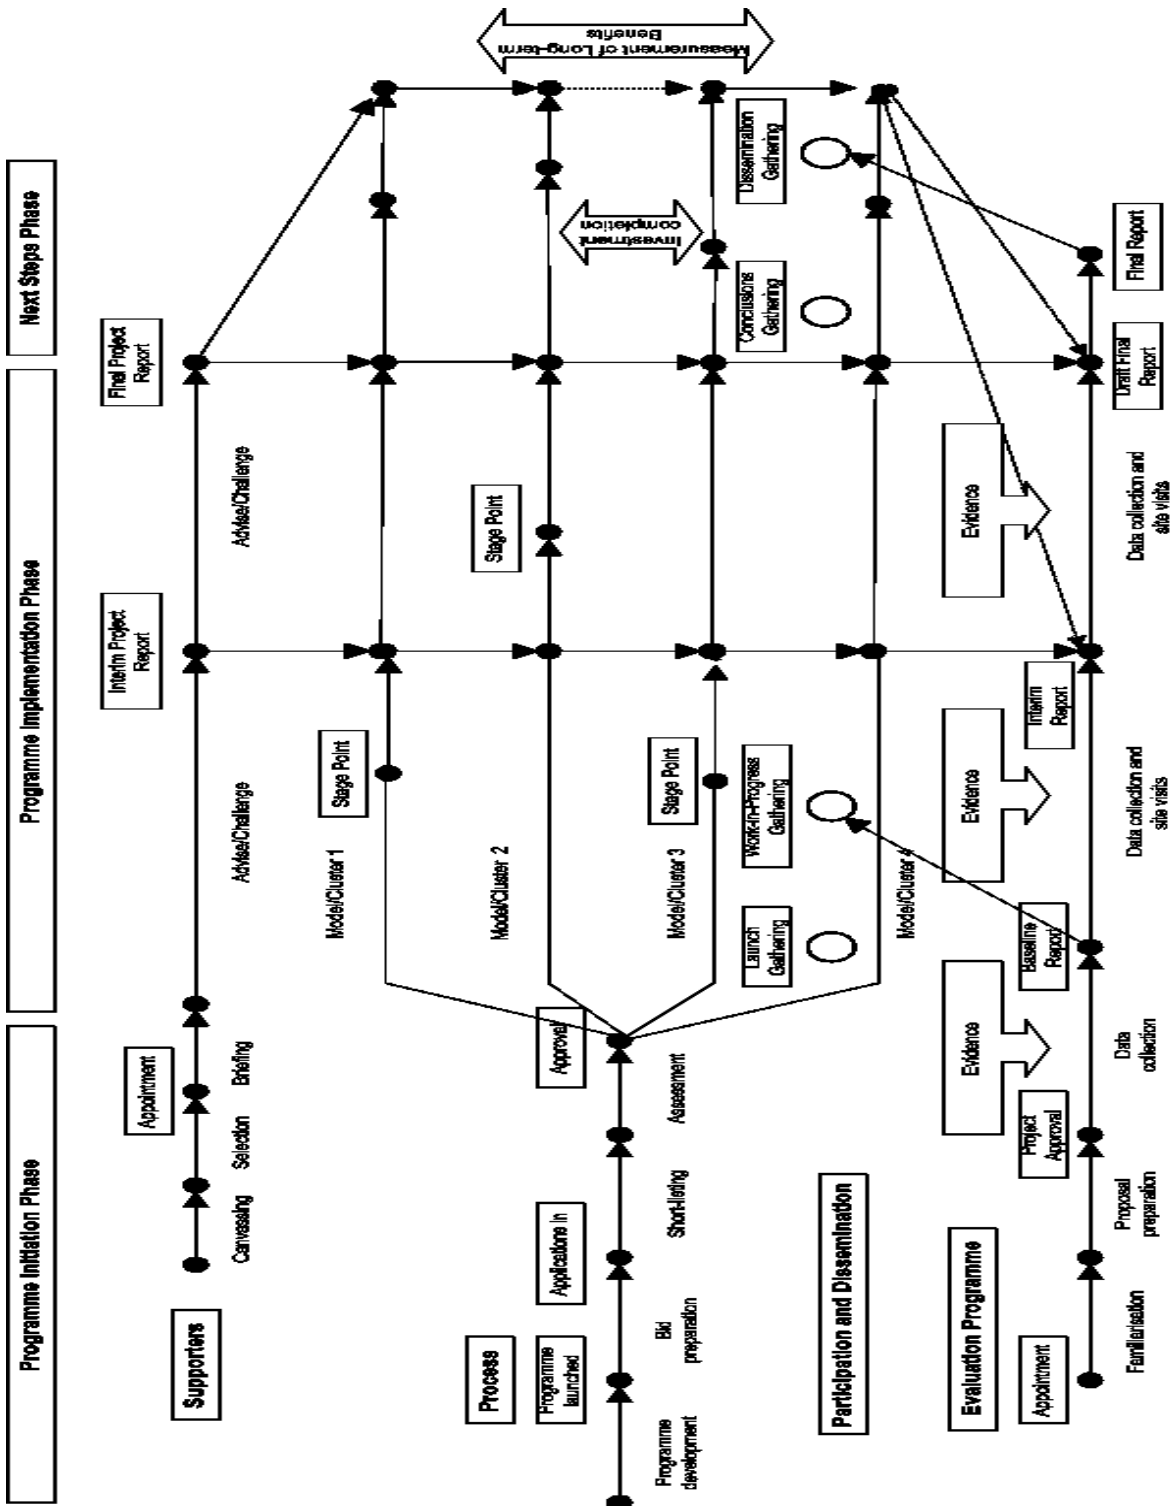 Programme Initiation Phase
Programme Implementation Phase
Next Steps Phase
Supporters
Appointment
Interim Project
Report
Final Project
Report
Canvassing
Selection
Briefing
Advise/Challenge
Advise/Challenge
Stage Point
Model/Cluster 1
Process
Stage Point
Measurement of Long-term
Benefits
Model/Cluster 2
Programme
launched
Applications in
Approval
Investment
completion
Programme
development
Bid
preparation
Short-listing
Assessment
Stage Point
Model/Cluster 3
Launch
Gathering
Work-in-Progress
Gathering
Conclusions
Gathering
Dissemination
Gathering
Participation and Dissemination
Model/Cluster 4
Evaluation Programme
Evidence
Evidence
Evidence
Appointment
Project
Approval
Baseline
Report
Interim
Report
Draft Final
Report
Final Report
Familiarisation
Proposal
preparation
Data
collection
Data collection and
site visits
Data collection and
site visits